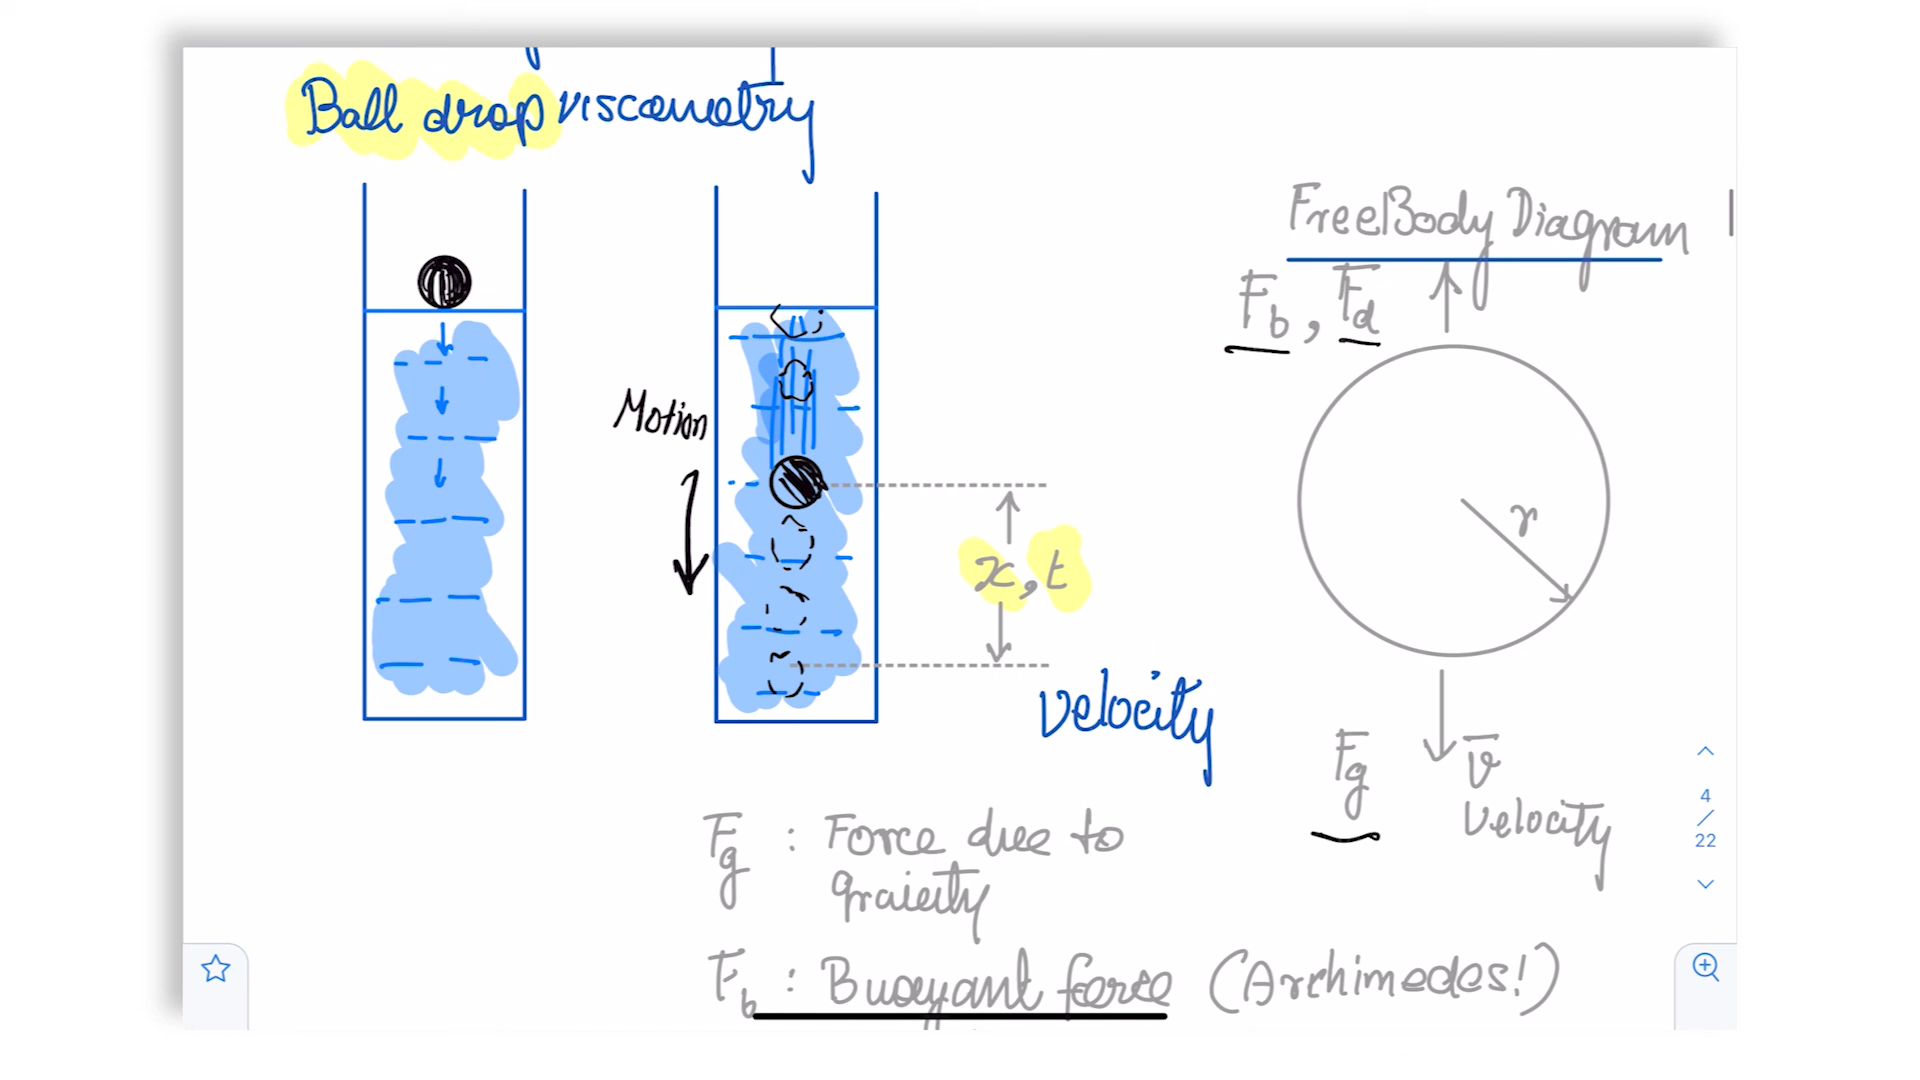 Ball drop viscometry
Free Body Diagram
Fb, Fd
Motion
r
x, t
Velocity
Fg
v
Velocity
4
/
22
Fg : Force due to
gravity
Fb : Buoyant force (Archimedes!)